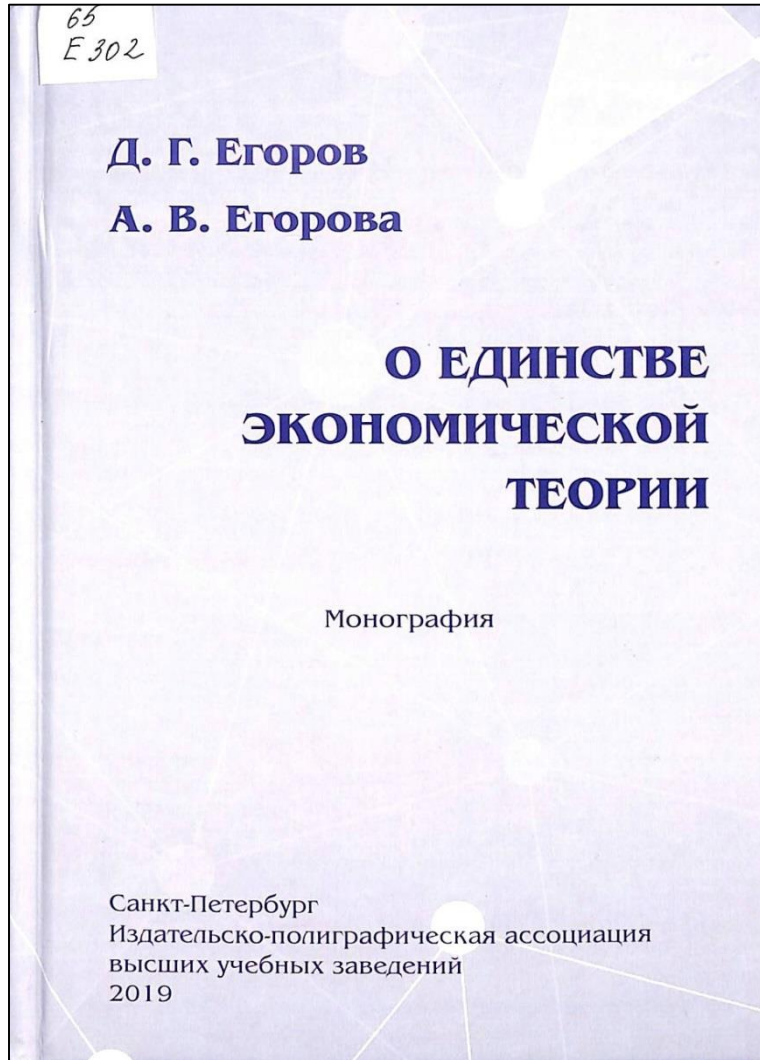 65
Е 302
Д. Г. Егоров
А. В. Егорова
О ЕДИНСТВЕ
ЭКОНОМИЧЕСКОЙ
ТЕОРИИ
Монография
Санкт-Петербург
Издательско-полиграфическая ассоциация
высших учебных заведений
2019